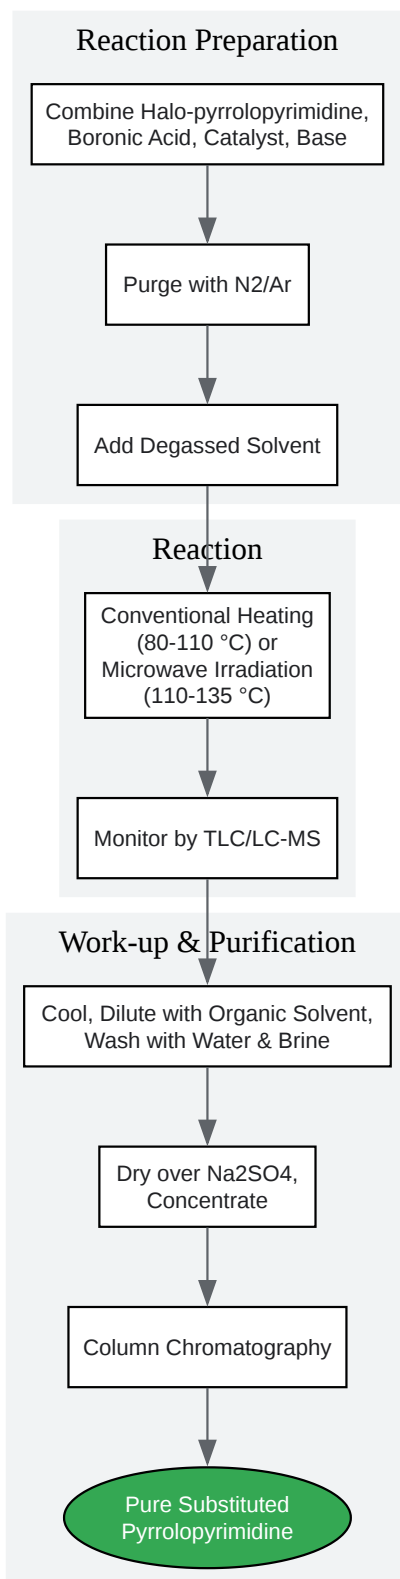 Reaction Preparation
Combine Halo-pyrrolopyrimidine,
Boronic Acid, Catalyst, Base
Purge with N2/Ar
Add Degassed Solvent
Reaction
Conventional Heating
(80-110 °C) or
Microwave Irradiation
(110-135 °C)
Monitor by TLC/LC-MS
Work-up & Purification
Cool, Dilute with Organic Solvent,
Wash with Water & Brine
Dry over Na2SO4,
Concentrate
Column Chromatography
Pure Substituted
Pyrrolopyrimidine